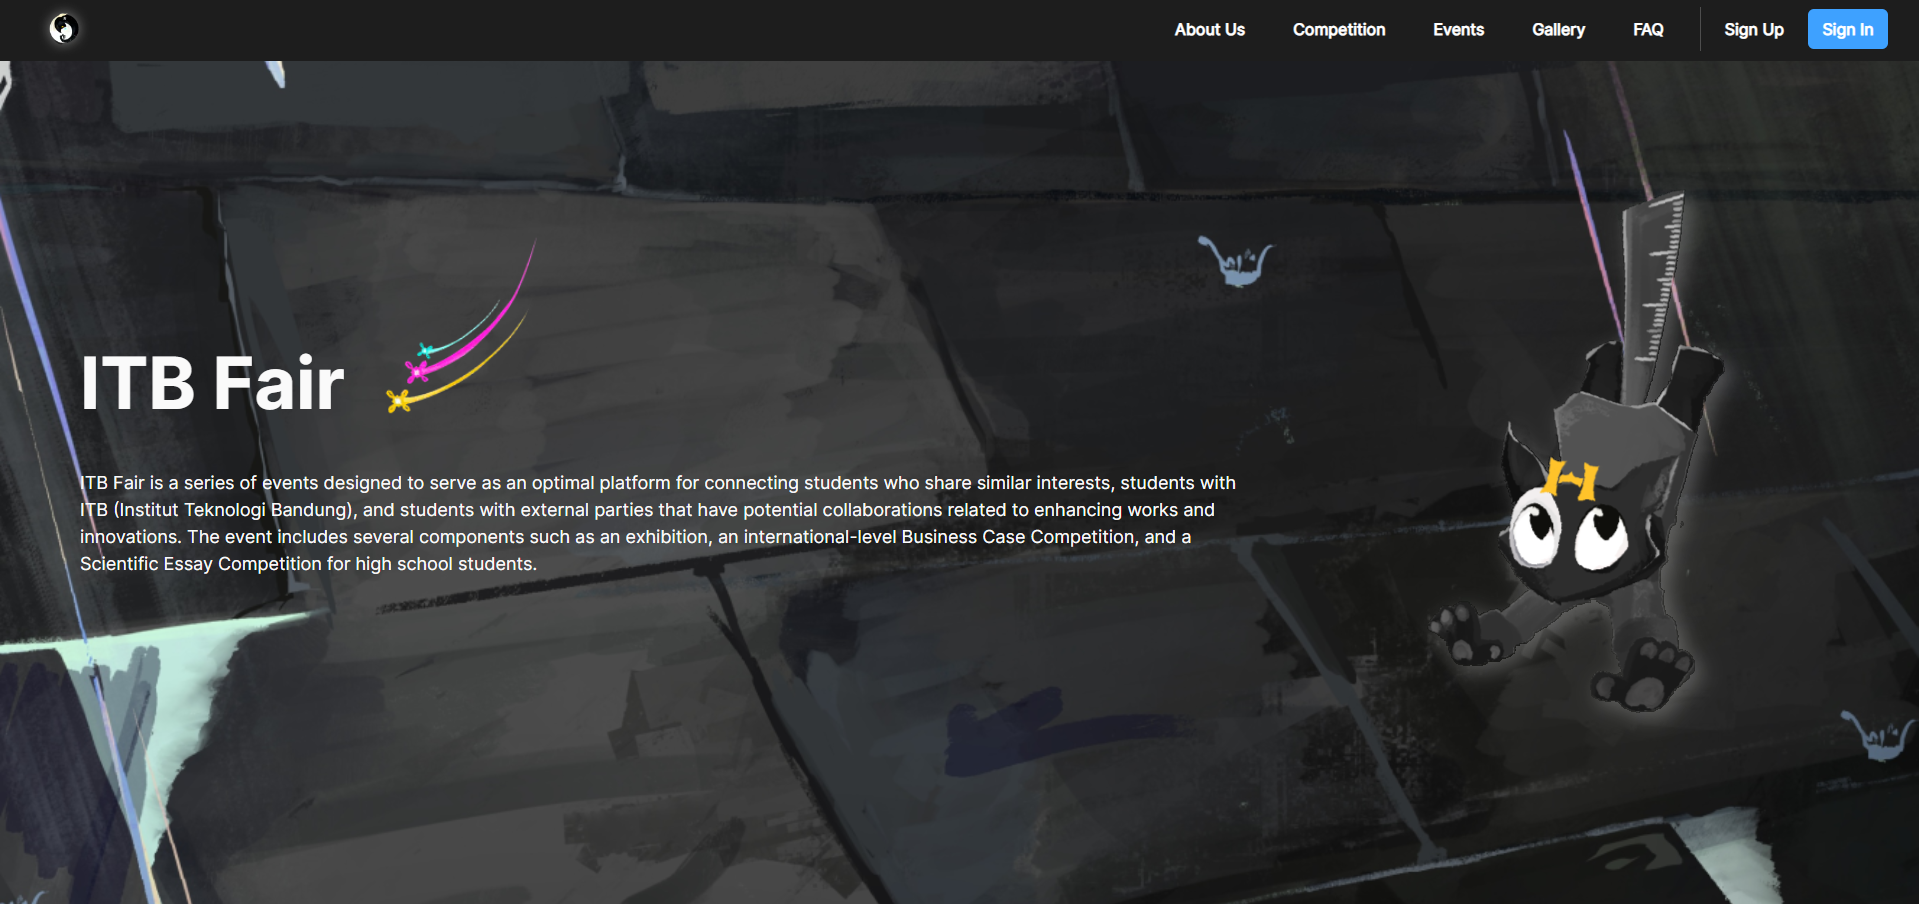 About Us
Competition
Events
Gallery
FAQ
Sign Up
Sign In
ITB Fair
ITB Fair is a series of events designed to serve as an optimal platform for connecting students who share similar interests, students with
ITB (Institut Teknologi Bandung), and students with external parties that have potential collaborations related to enhancing works and
innovations. The event includes several components such as an exhibition, an international-level Business Case Competition, and a
Scientific Essay Competition for high school students.